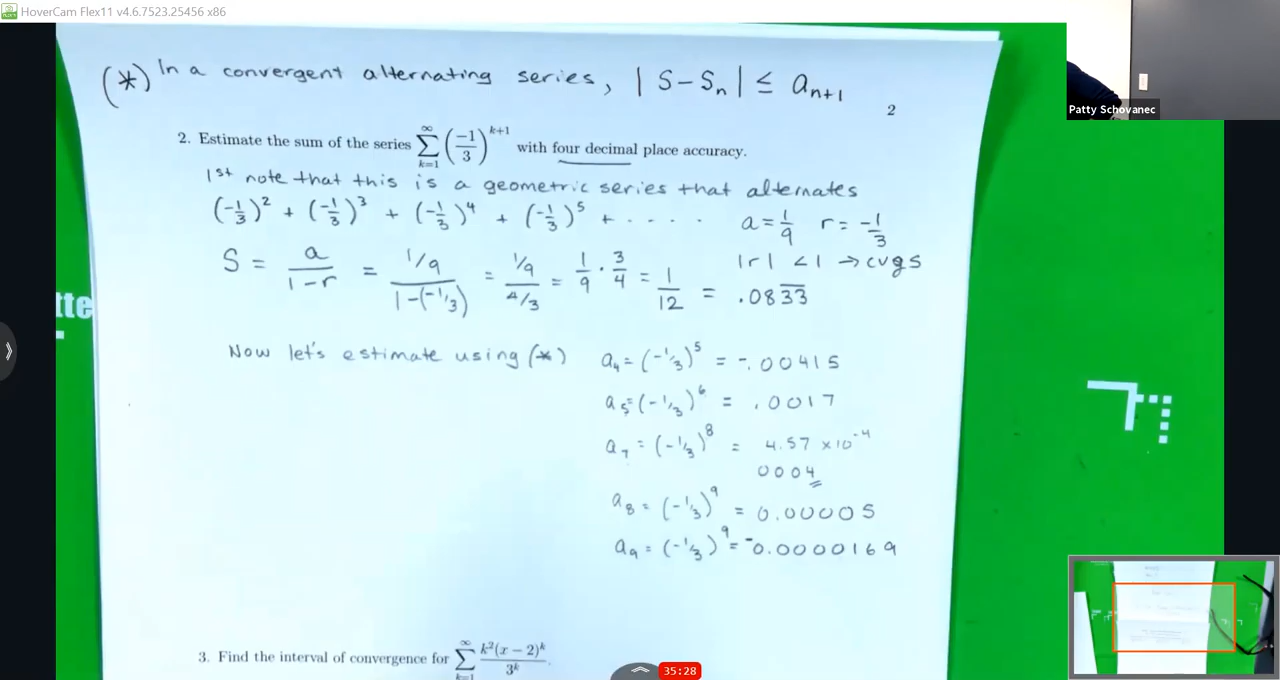 HoverCam Flex11 v4.6.7523.25456 x86
(*) In a convergent alternating series, | S - Sₙ | ≤ aₙ₊₁
2
Patty Schovanec
2. Estimate the sum of the series ∑_{k=1}^{∞} (-1/3)^{k+1} with four decimal place accuracy.
1st note that this is a geometric series that alternates
(-1/3)² + (-1/3)³ + (-1/3)⁴ + (-1/3)⁵ + · · · · a = 1/9 r = -1/3
|r| < 1 → cvgs
S = a/(1-r) = (1/9)/(1-(-1/3)) = (1/9)/(4/3) = 1/9 · 3/4 = 1/12 = .083̅3̅
tte
Now let's estimate using (*) a₄ = (-1/3)⁵ = -.00415
a₅ = (-1/3)⁶ = .0017
a₇ = (-1/3)⁸ = 4.57 x10⁻⁴
0004
a₈ = (-1/3)⁹ = 0.00005
a₉ = (-1/3)⁹ = -0.0000169
3. Find the interval of convergence for ∑_{k=1}^{∞} k²(x - 2)^k / 3^k.
35:28